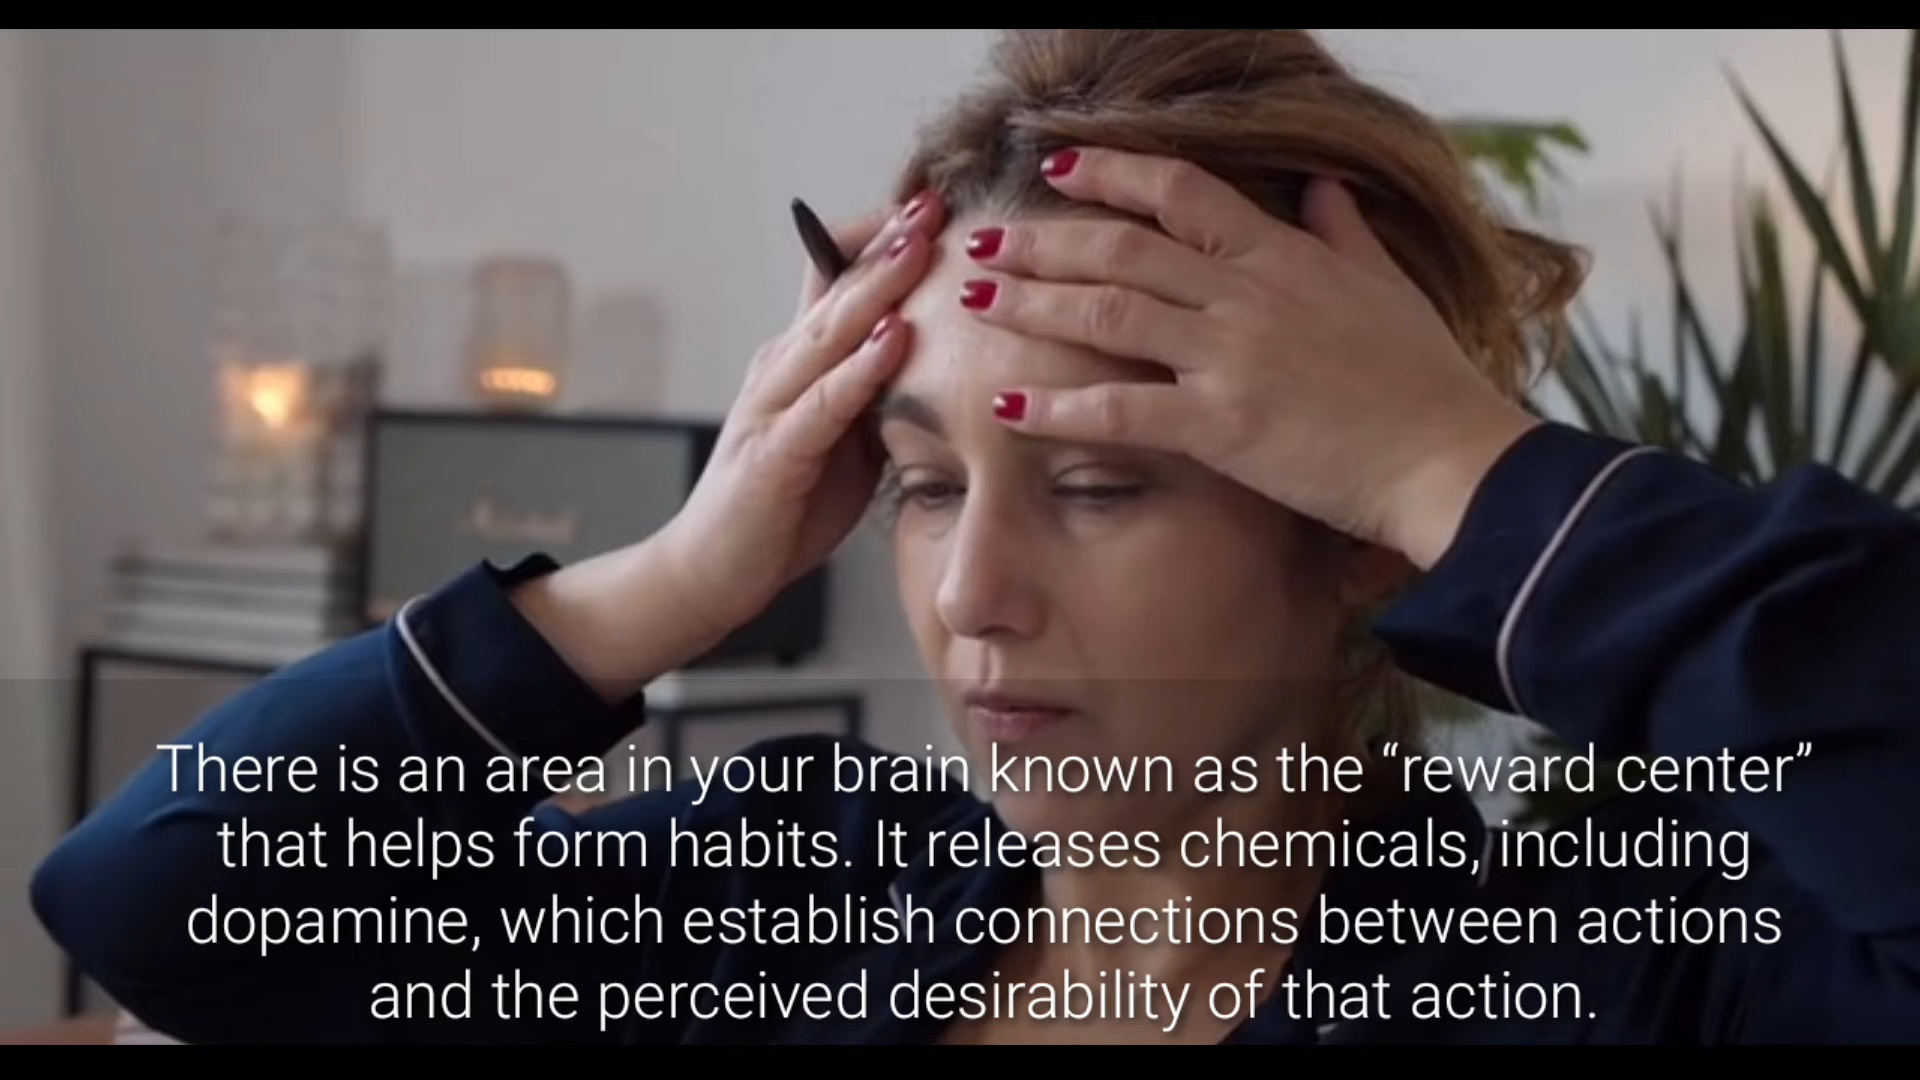 There is an area in your brain known as the “reward center”
that helps form habits. It releases chemicals, including
dopamine, which establish connections between actions
and the perceived desirability of that action.